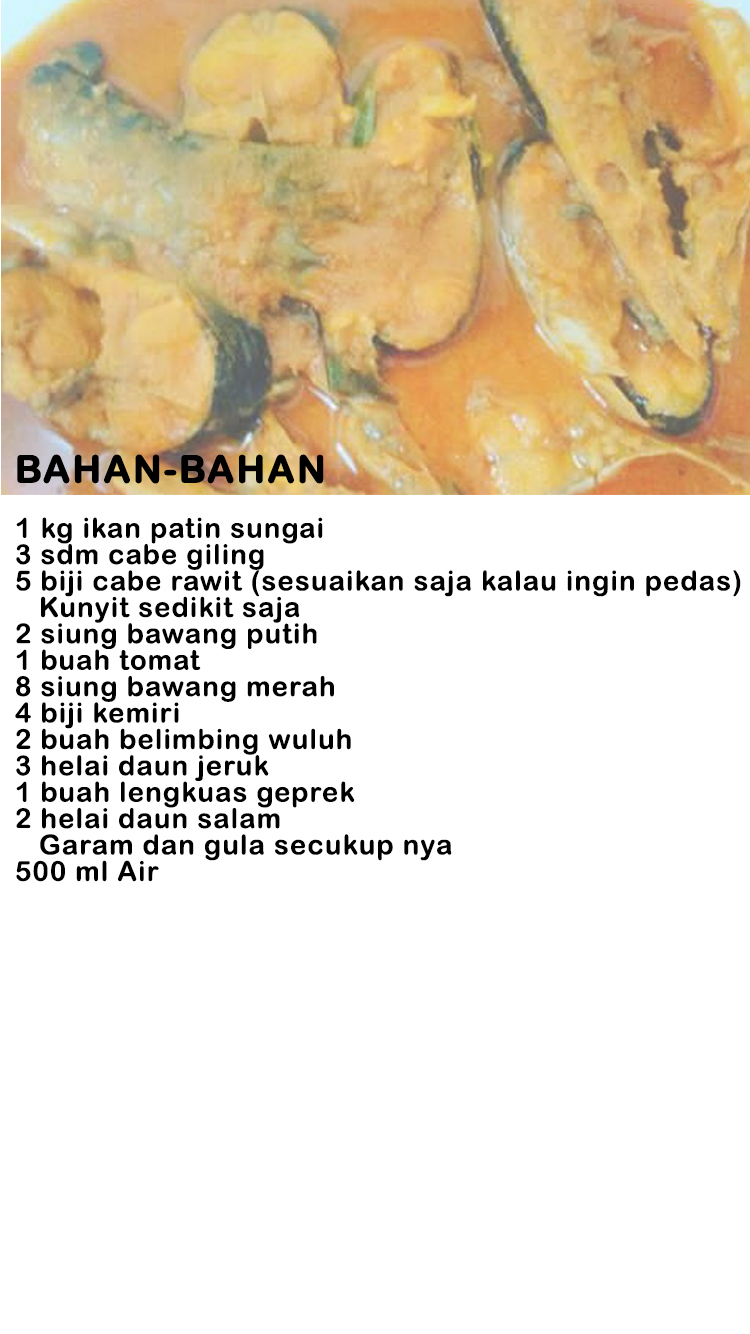 BAHAN-BAHAN
1 kg ikan patin sungai
3 sdm cabe giling
5 biji cabe rawit (sesuaikan saja kalau ingin pedas)
Kunyit sedikit saja
2 siung bawang putih
1 buah tomat
8 siung bawang merah
4 biji kemiri
2 buah belimbing wuluh
3 helai daun jeruk
1 buah lengkuas geprek
2 helai daun salam
Garam dan gula secukup nya
500 ml Air